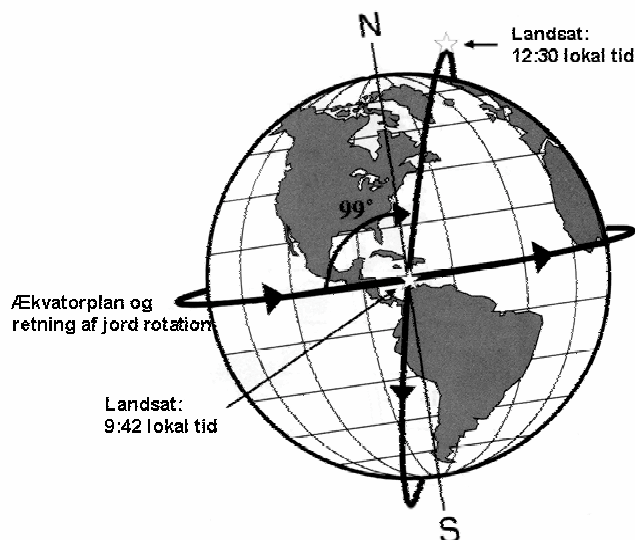 N
Landsat:
12:30 lokal tid
99°
Ækvatorplan og
retning af jord rotation
Landsat:
9:42 lokal tid
S